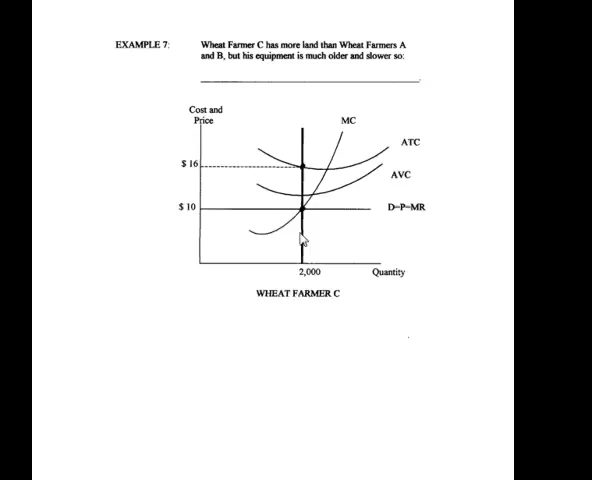 EXAMPLE 7: Wheat Farmer C has more land than Wheat Farmers A
and B, but his equipment is much older and slower so:
Cost and
Price
MC
ATC
$ 16
AVC
$ 10
D=P=MR
2,000
Quantity
WHEAT FARMER C